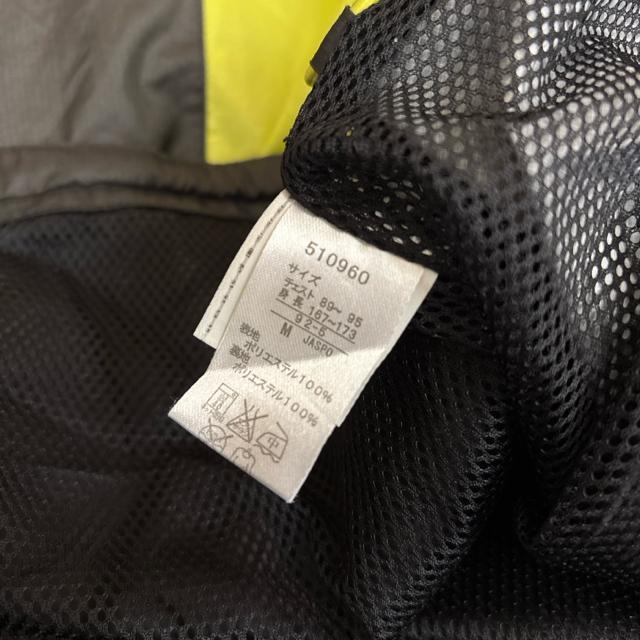 510960
サイズ
チェスト 89~ 95
身長 167~173
92-6
M JASPO
表地
ポリエステル100%
裏地
ポリエステル100%